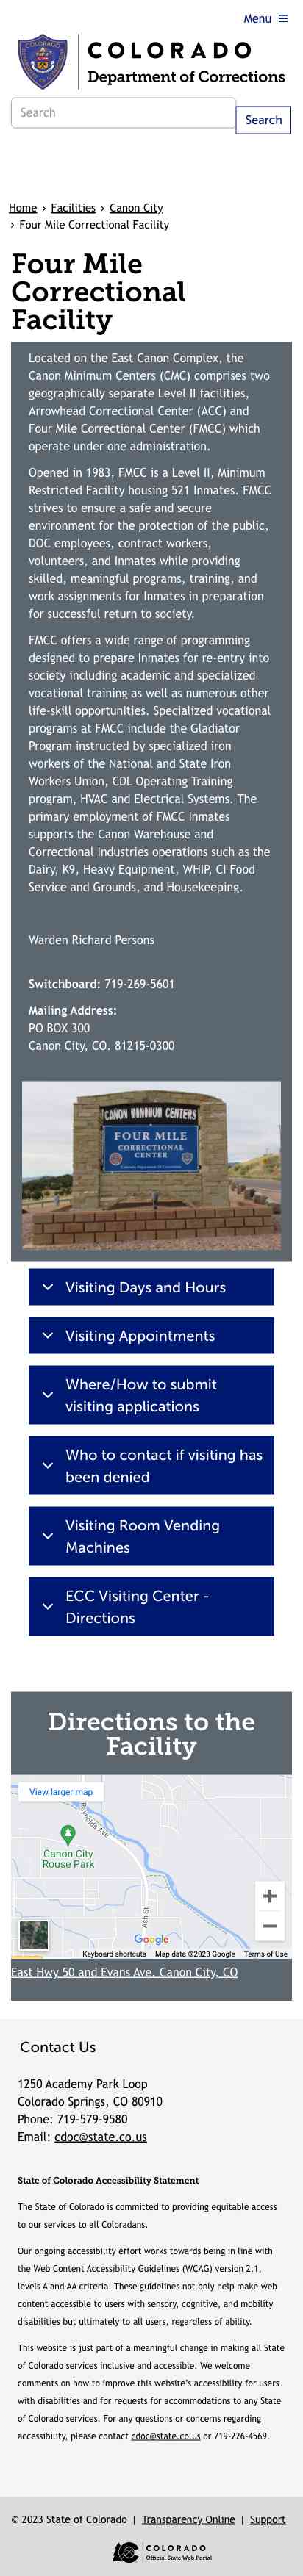 Menu
COLORADO
Department of Corrections
Search
Search
Home › Facilities › Canon City
› Four Mile Correctional Facility
Four Mile
Correctional
Facility
Located on the East Canon Complex, the
Canon Minimum Centers (CMC) comprises two
geographically separate Level II facilities,
Arrowhead Correctional Center (ACC) and
Four Mile Correctional Center (FMCC) which
operate under one administration.
Opened in 1983, FMCC is a Level II, Minimum
Restricted Facility housing 521 Inmates. FMCC
strives to ensure a safe and secure
environment for the protection of the public,
DOC employees, contract workers,
volunteers, and Inmates while providing
skilled, meaningful programs, training, and
work assignments for Inmates in preparation
for successful return to society.
FMCC offers a wide range of programming
designed to prepare Inmates for re-entry into
society including academic and specialized
vocational training as well as numerous other
life-skill opportunities. Specialized vocational
programs at FMCC include the Gladiator
Program instructed by specialized iron
workers of the National and State Iron
Workers Union, CDL Operating Training
program, HVAC and Electrical Systems. The
primary employment of FMCC Inmates
supports the Canon Warehouse and
Correctional Industries operations such as the
Dairy, K9, Heavy Equipment, WHIP, CI Food
Service and Grounds, and Housekeeping.
Warden Richard Persons
Switchboard: 719-269-5601
Mailing Address:
PO BOX 300
Canon City, CO. 81215-0300
CANON MINIMUM CENTERS
FOUR MILE
CORRECTIONAL
CENTER
Visiting Days and Hours
Visiting Appointments
Where/How to submit
visiting applications
Who to contact if visiting has
been denied
Visiting Room Vending
Machines
ECC Visiting Center -
Directions
Directions to the
Facility
View larger map
Reynolds Ave
Canon City
Rouse Park
Ash St
Google
Keyboard shortcuts Map data ©2023 Google Terms of Use
East Hwy 50 and Evans Ave. Canon City, CO
Contact Us
1250 Academy Park Loop
Colorado Springs, CO 80910
Phone: 719-579-9580
Email: cdoc@state.co.us
State of Colorado Accessibility Statement
The State of Colorado is committed to providing equitable access
to our services to all Coloradans.
Our ongoing accessibility effort works towards being in line with
the Web Content Accessibility Guidelines (WCAG) version 2.1,
levels A and AA criteria. These guidelines not only help make web
content accessible to users with sensory, cognitive, and mobility
disabilities but ultimately to all users, regardless of ability.
This website is just part of a meaningful change in making all State
of Colorado services inclusive and accessible. We welcome
comments on how to improve this website's accessibility for users
with disabilities and for requests for accommodations to any State
of Colorado services. For any questions or concerns regarding
accessibility, please contact cdoc@state.co.us or 719-226-4569.
© 2023 State of Colorado | Transparency Online | Support
COLORADO
Official State Web Portal